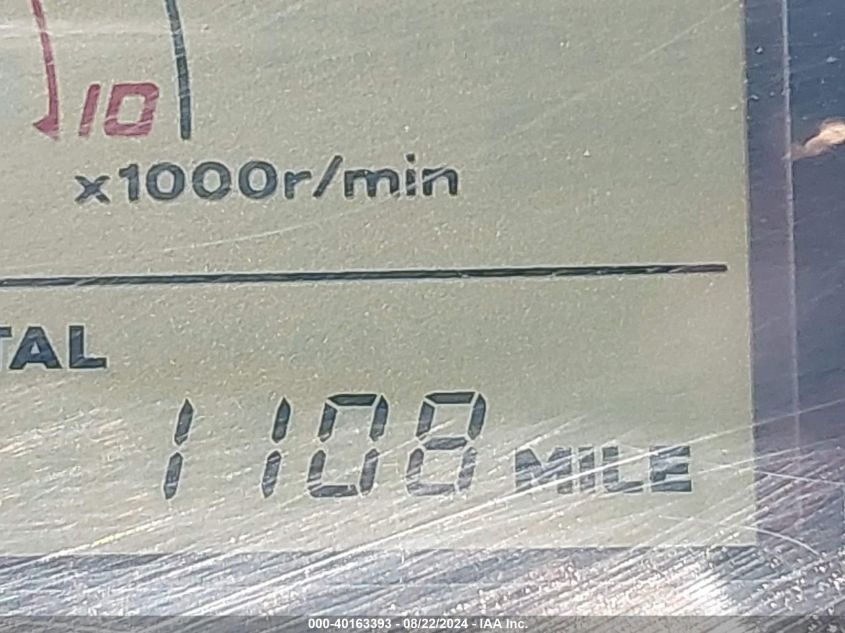 10
x1000r/min
TAL
1108 MILE
000-40163393 - 08/22/2024 - IAA Inc.